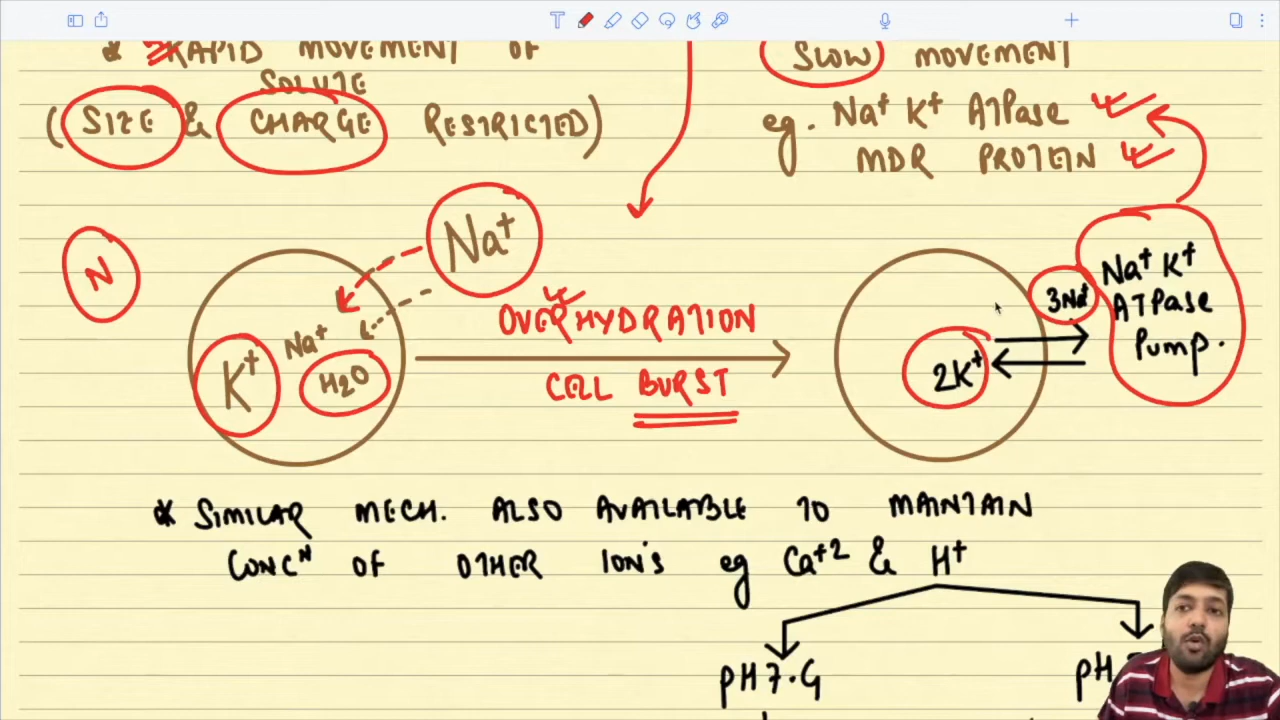 * RAPID MOVEMENT OF
SOLUTE
(SIZE & CHARGE RESTRICTED)
SLOW MOVEMENT
eg. Na+ K+ ATPase
MDR PROTEIN
N
Na+
K+
Na+
H2O
OVERHYDRATION
CELL BURST
2K+
3Na+
Na+ K+
ATPase
Pump.
* SIMILAR MECH. ALSO AVAILABLE TO MAINTAIN
CONCN OF OTHER ION'S eg Ca+2 & H+
pH 7.4
pH